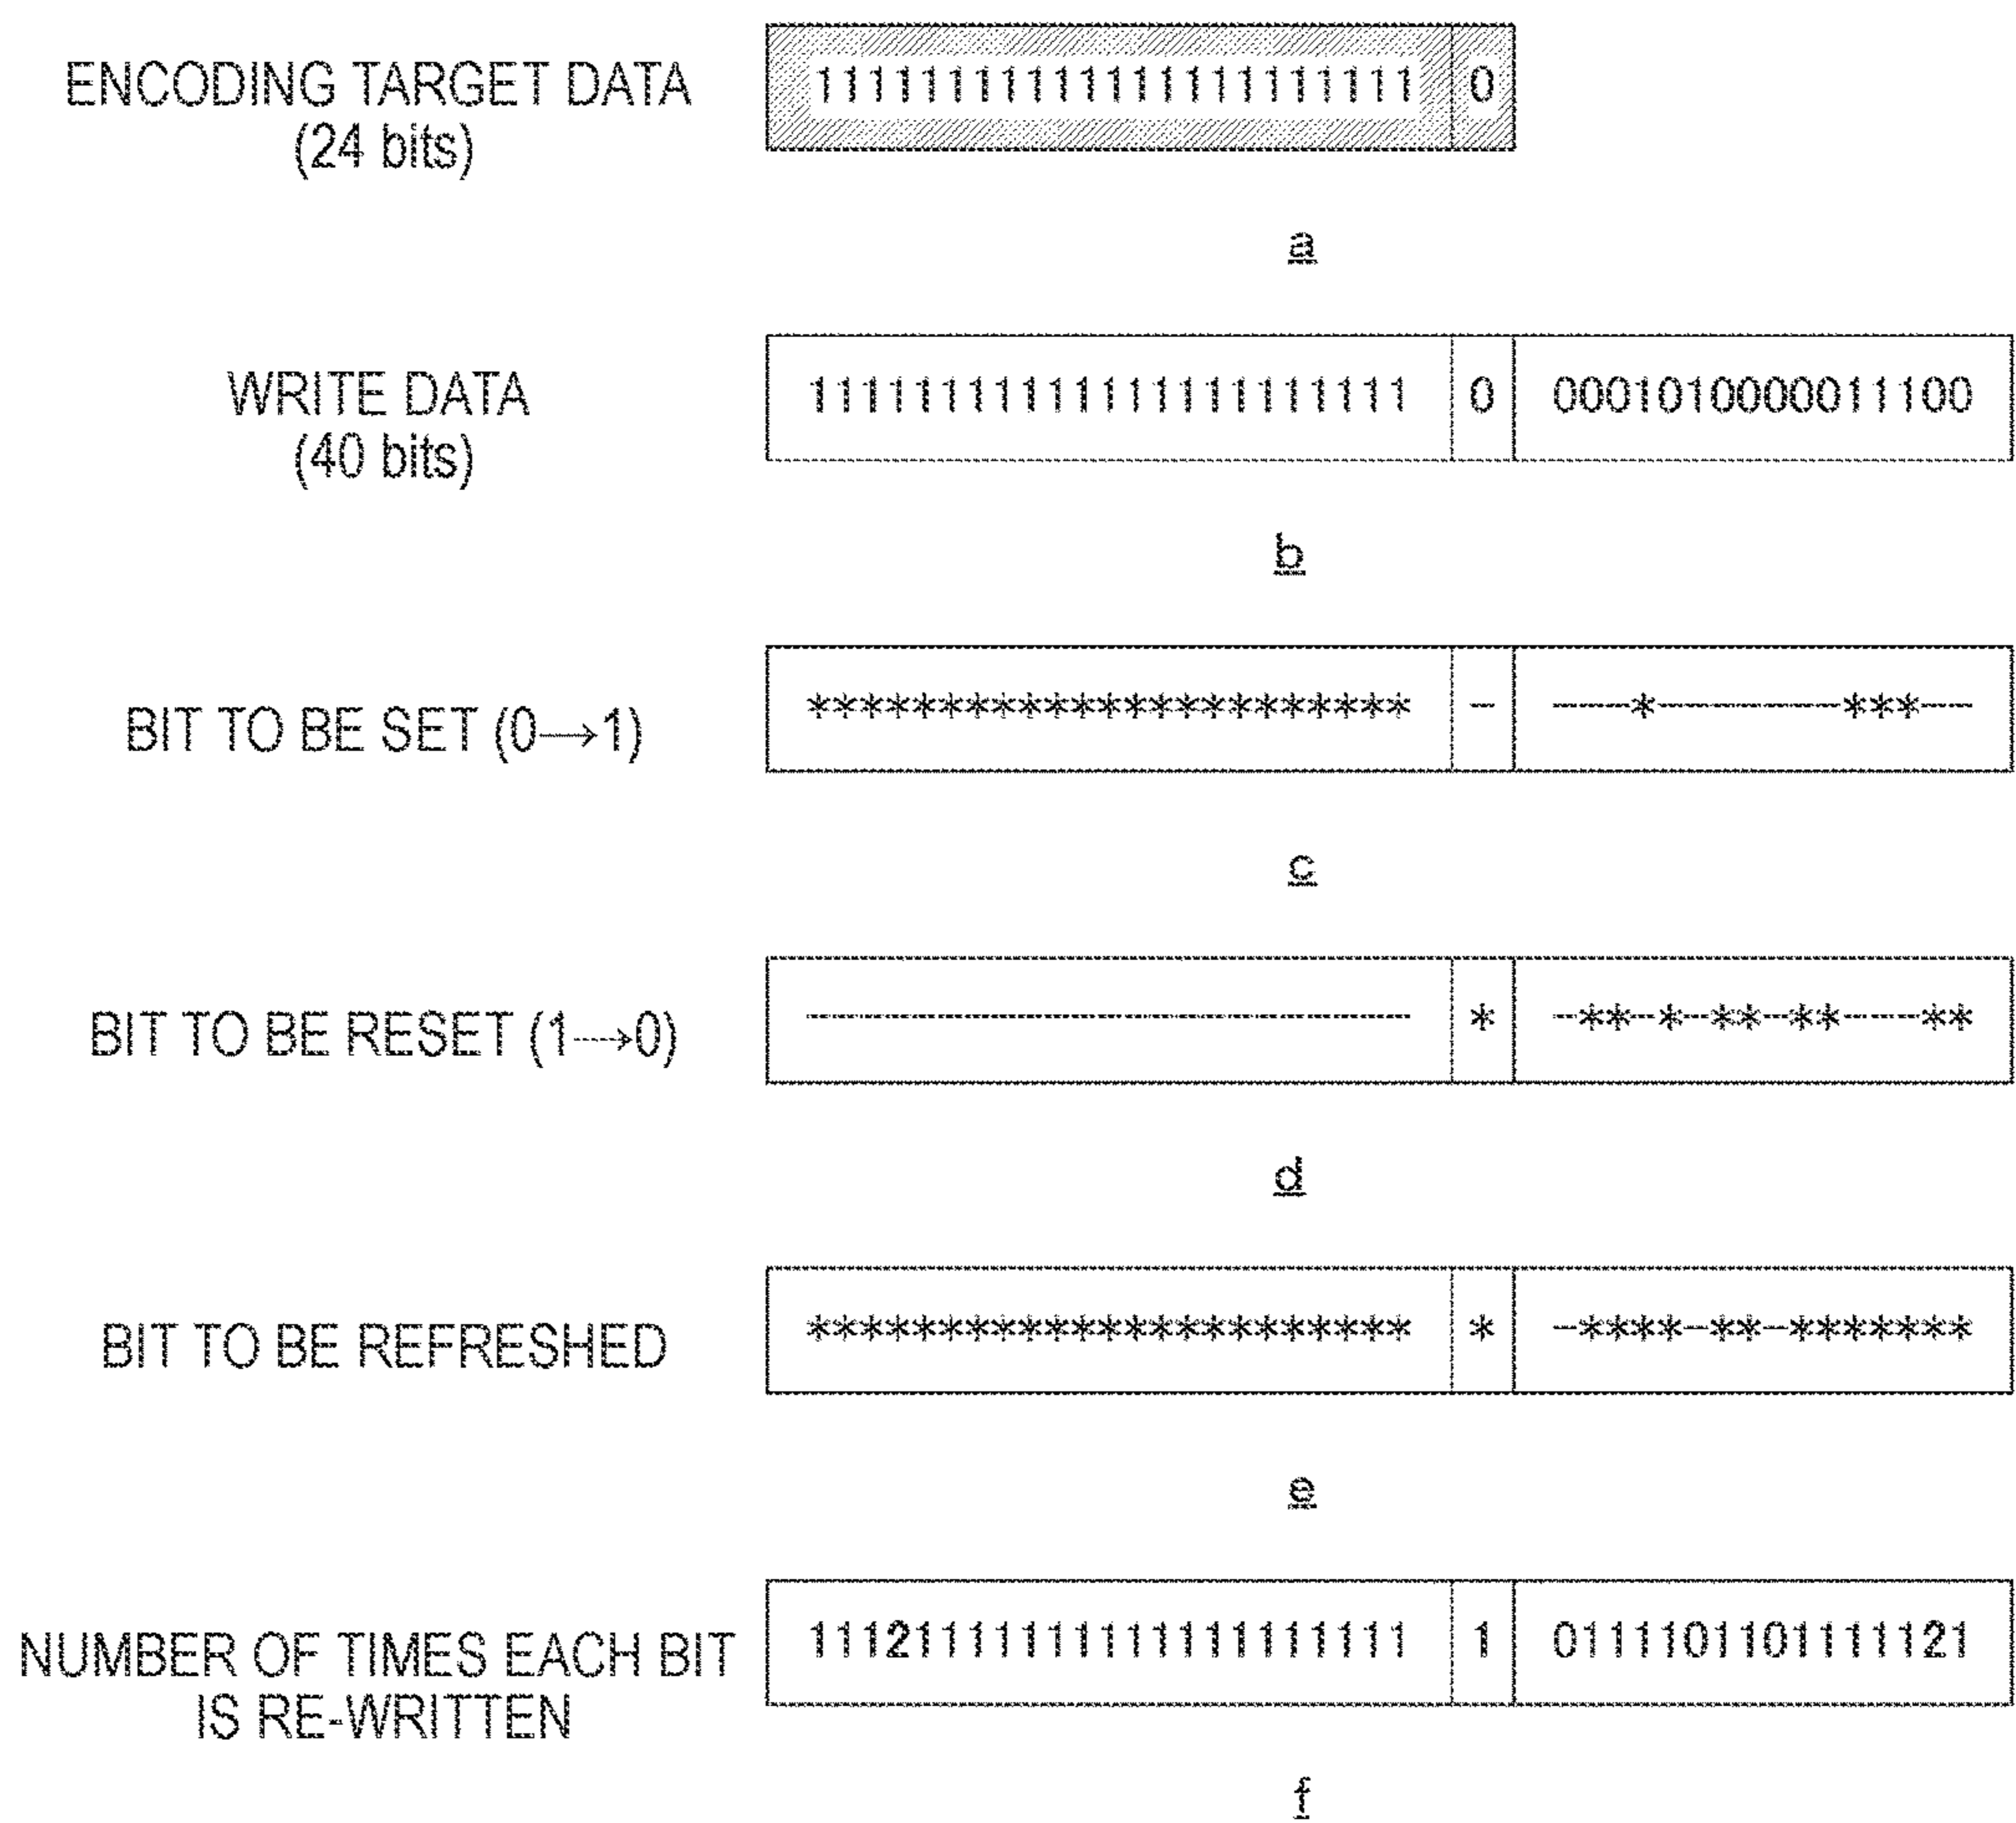 ENCODING TARGET DATA
(24 bits)
11111111111111111111111 0
a
WRITE DATA
(40 bits)
11111111111111111111111 0 0001010000011100
b
BIT TO BE SET (0→1)
*********************** - ---*-------***--
c
BIT TO BE RESET (1→0)
----------------------- * -**-*-**-**---**
d
BIT TO BE REFRESHED
*********************** * -****-**-*******
e
NUMBER OF TIMES EACH BIT
IS RE-WRITTEN
11121111111111111111111 1 0111101101111121
f